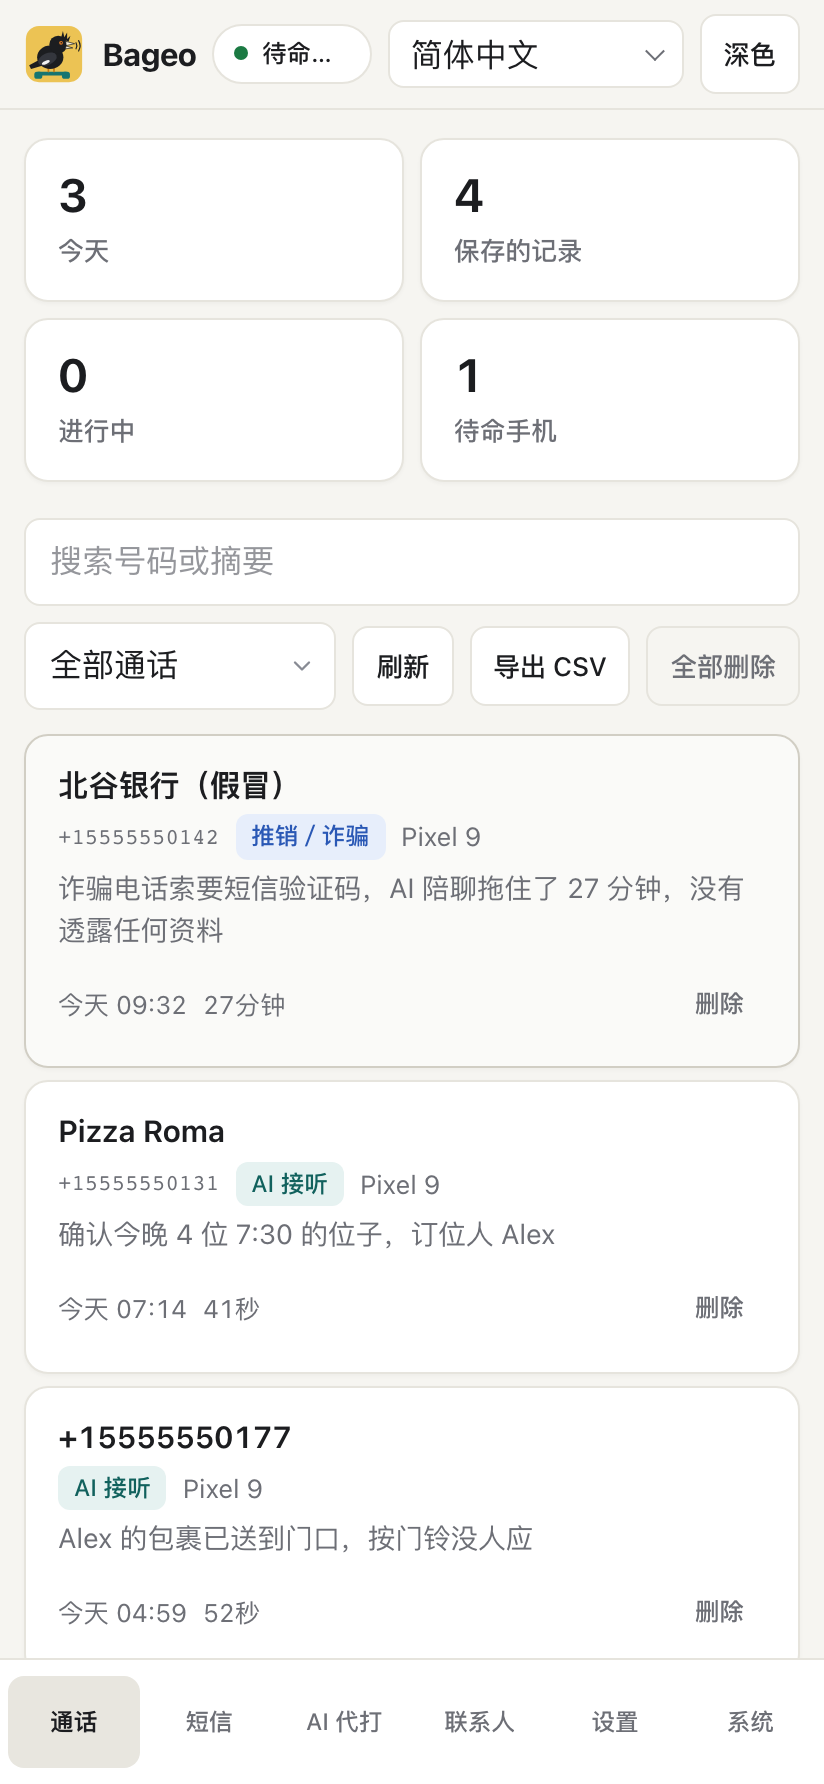 Bageo
待命...
简体中文
深色
3
今天
4
保存的记录
0
进行中
1
待命手机
搜索号码或摘要
全部通话
刷新
导出 CSV
全部删除
北谷银行（假冒）
+15555550142 推销 / 诈骗 Pixel 9
诈骗电话索要短信验证码，AI 陪聊拖住了 27 分钟，没有
透露任何资料
今天 09:32 27分钟
删除
Pizza Roma
+15555550131 AI 接听 Pixel 9
确认今晚 4 位 7:30 的位子，订位人 Alex
今天 07:14 41秒
删除
+15555550177
AI 接听 Pixel 9
Alex 的包裹已送到门口，按门铃没人应
今天 04:59 52秒
删除
通话
短信
AI 代打
联系人
设置
系统